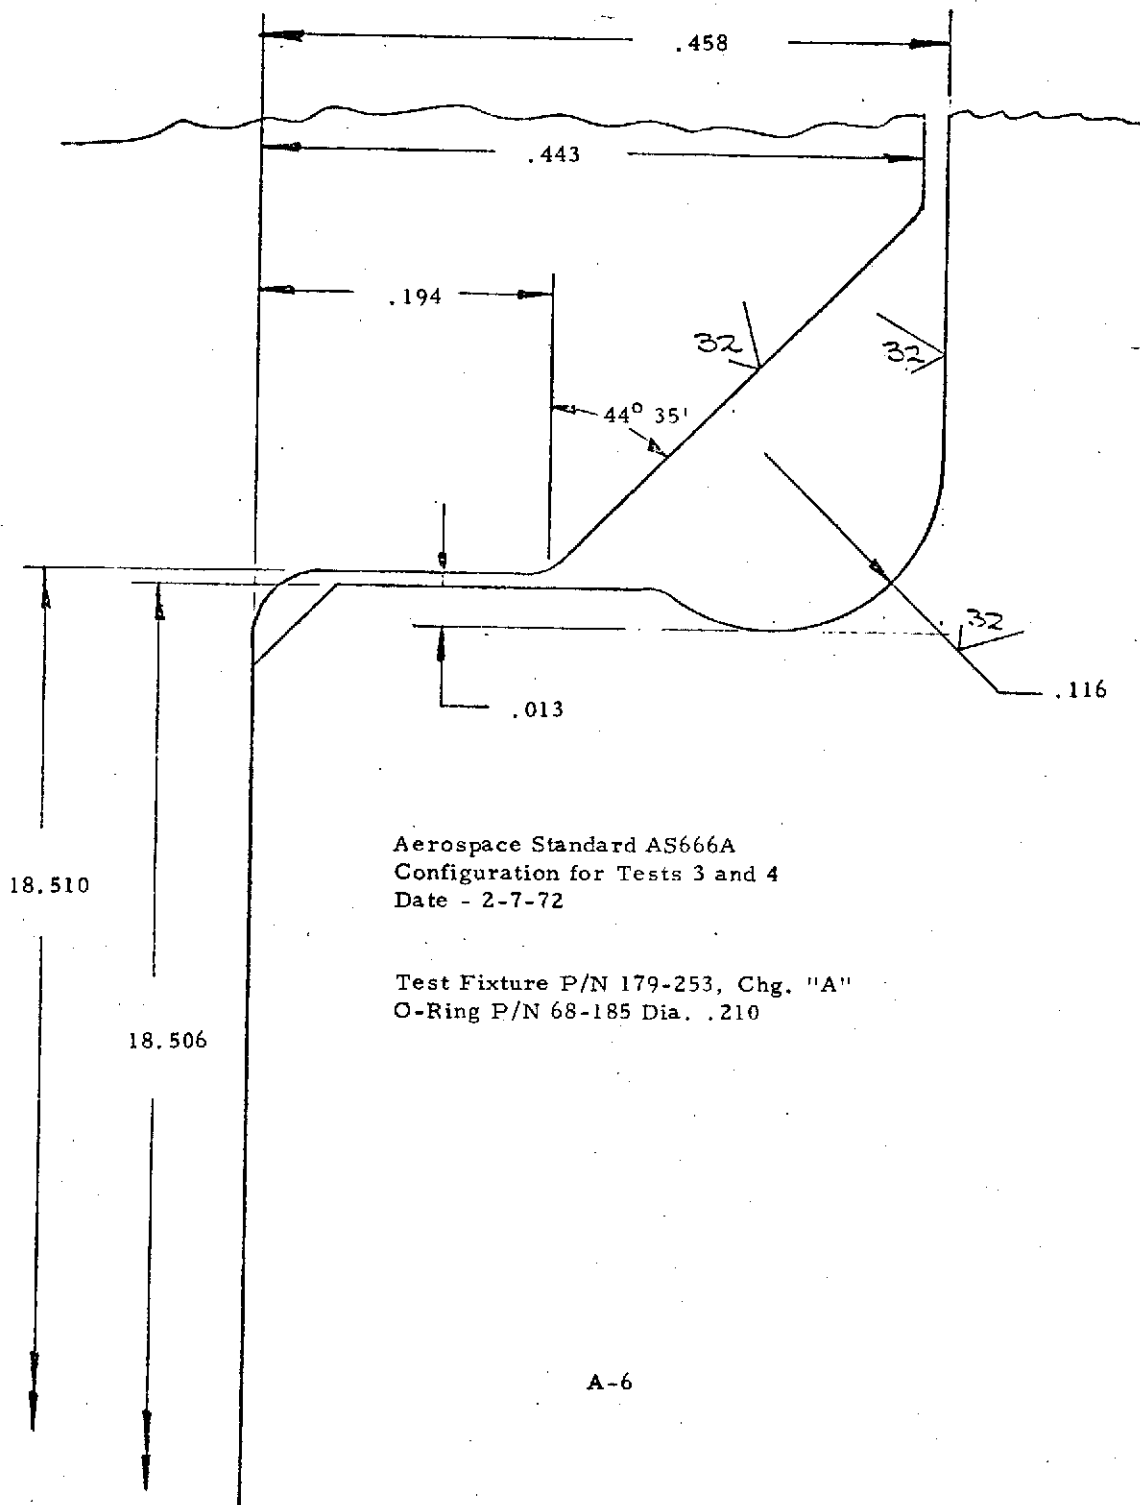 .458
.443
.194
32
32
44° 35'
32
.116
.013
18.510
18.506
Aerospace Standard AS666A
Configuration for Tests 3 and 4
Date - 2-7-72
Test Fixture P/N 179-253, Chg. "A"
O-Ring P/N 68-185 Dia. .210
A-6